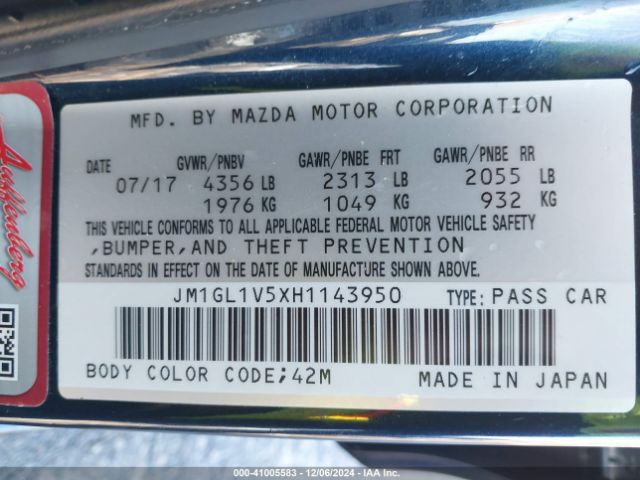 MFD. BY MAZDA MOTOR CORPORATION
DATE GVWR/PNBV GAWR/PNBE FRT GAWR/PNBE RR
07/17 4356 LB 2313 LB 2055 LB
1976 KG 1049 KG 932 KG
THIS VEHICLE CONFORMS TO ALL APPLICABLE FEDERAL MOTOR VEHICLE SAFETY
,BUMPER,AND THEFT PREVENTION
STANDARDS IN EFFECT ON THE DATE OF MANUFACTURE SHOWN ABOVE.
JM1GL1V5XH1143950 TYPE: PASS CAR
BODY COLOR CODE;42M MADE IN JAPAN
000-41005583 - 12/06/2024 - IAA Inc.